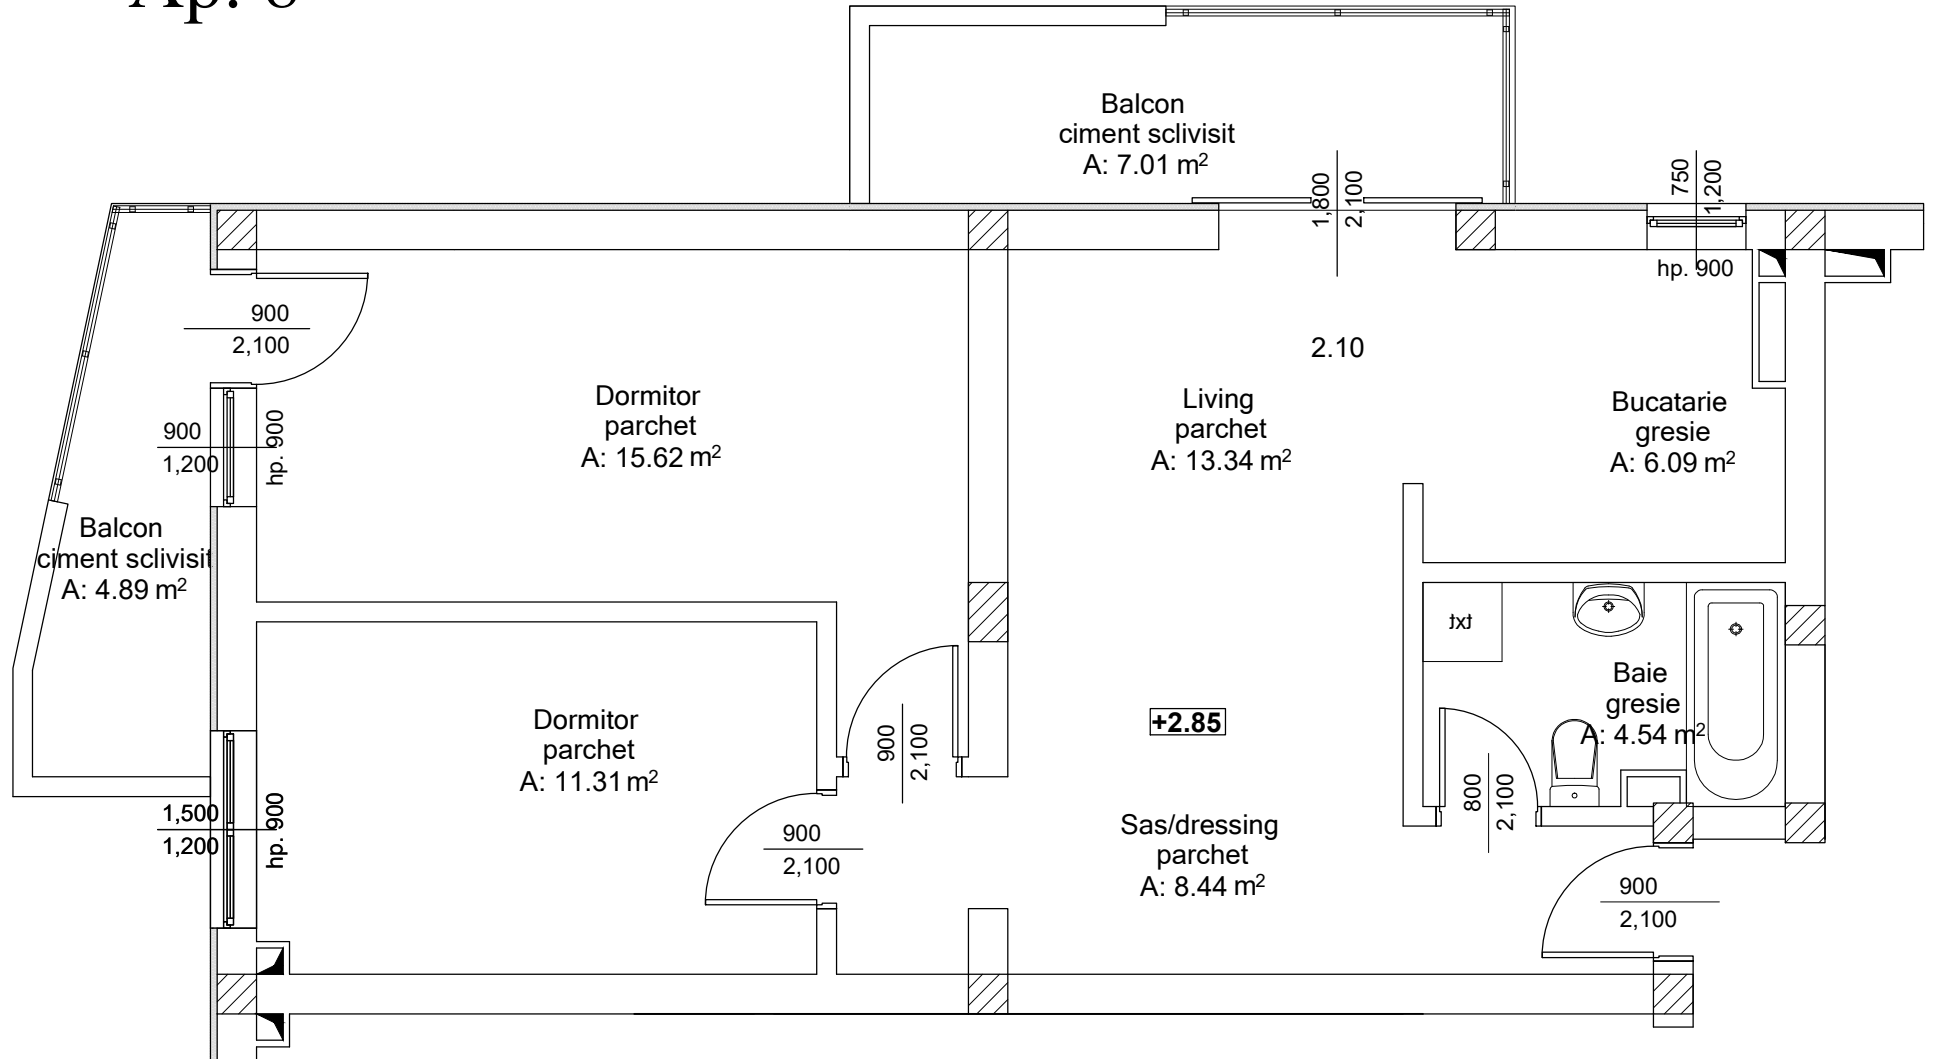 Balcon
ciment sclivisit
A: 7.01 m²
1,800
2,100
750
1,200
hp. 900
900
2,100
2.10
Dormitor
parchet
A: 15.62 m²
Living
parchet
A: 13.34 m²
Bucatarie
gresie
A: 6.09 m²
900
1,200
hp. 900
Balcon
ciment sclivisit
A: 4.89 m²
txt
Baie
gresie
A: 4.54 m²
Dormitor
parchet
A: 11.31 m²
+2.85
900
2,100
800
2,100
1,500
1,200
hp. 900
900
2,100
Sas/dressing
parchet
A: 8.44 m²
900
2,100